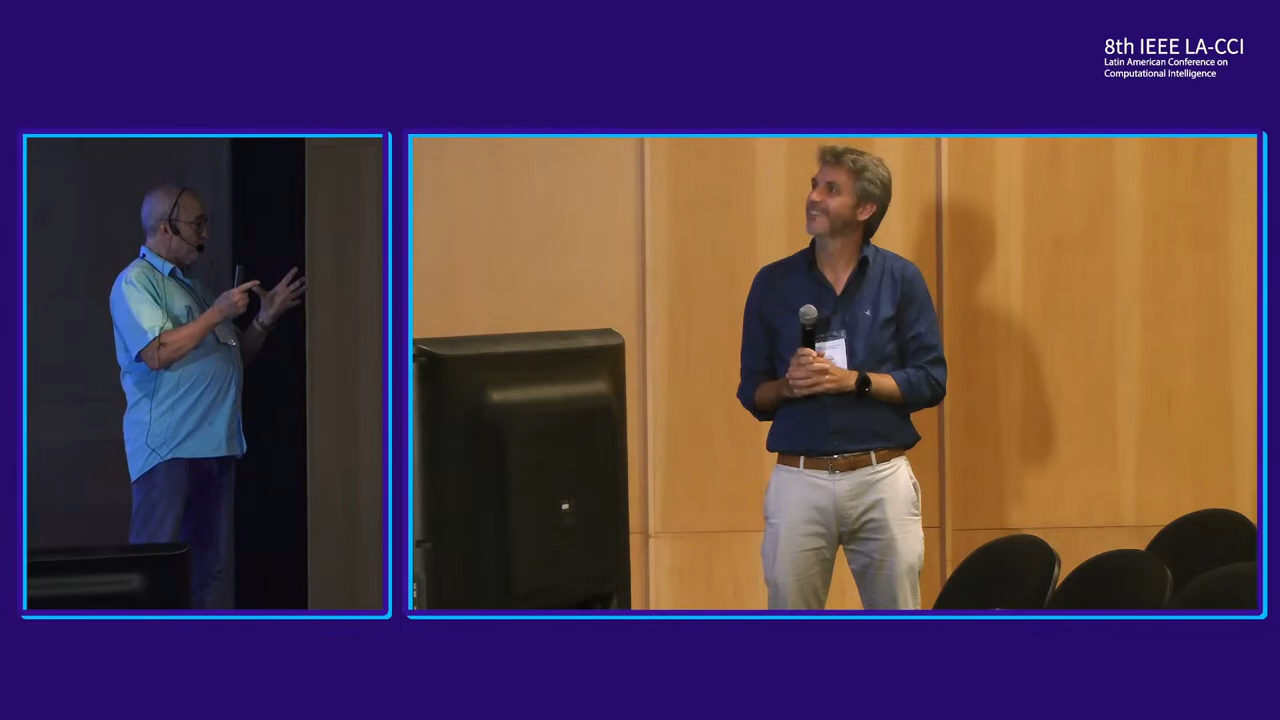 8th IEEE LA-CCI
Latin American Conference on
Computational Intelligence